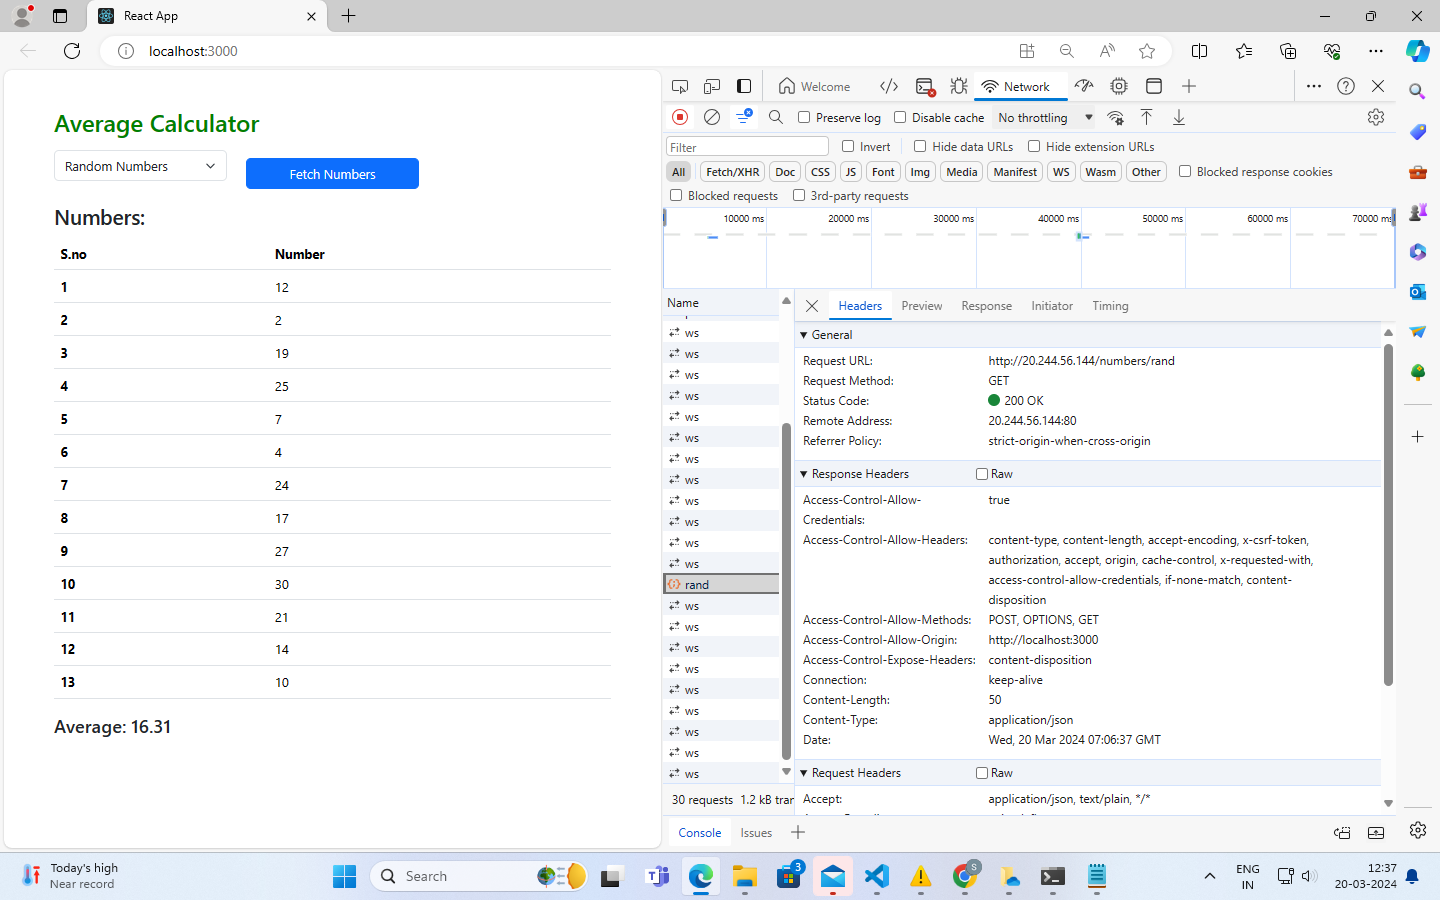 React App
localhost:3000
Average Calculator
Random Numbers
Fetch Numbers
Numbers:
S.no Number
1 12
2 2
3 19
4 25
5 7
6 4
7 24
8 17
9 27
10 30
11 21
12 14
13 10
Average: 16.31
Welcome
Network
Preserve log
Disable cache
No throttling
Filter
Invert
Hide data URLs
Hide extension URLs
All Fetch/XHR Doc CSS JS Font Img Media Manifest WS Wasm Other
Blocked response cookies
Blocked requests
3rd-party requests
10000 ms 20000 ms 30000 ms 40000 ms 50000 ms 60000 ms 70000 ms
Name
ws
ws
ws
ws
ws
ws
ws
ws
ws
ws
ws
ws
rand
ws
ws
ws
ws
ws
ws
ws
ws
ws
30 requests 1.2 kB tran
Headers Preview Response Initiator Timing
General
Request URL: http://20.244.56.144/numbers/rand
Request Method: GET
Status Code: 200 OK
Remote Address: 20.244.56.144:80
Referrer Policy: strict-origin-when-cross-origin
Response Headers Raw
Access-Control-Allow- true
Credentials:
Access-Control-Allow-Headers: content-type, content-length, accept-encoding, x-csrf-token,
authorization, accept, origin, cache-control, x-requested-with,
access-control-allow-credentials, if-none-match, content-
disposition
Access-Control-Allow-Methods: POST, OPTIONS, GET
Access-Control-Allow-Origin: http://localhost:3000
Access-Control-Expose-Headers: content-disposition
Connection: keep-alive
Content-Length: 50
Content-Type: application/json
Date: Wed, 20 Mar 2024 07:06:37 GMT
Request Headers Raw
Accept: application/json, text/plain, */*
Console Issues
Today's high
Near record
Search
3
S
ENG
IN
12:37
20-03-2024